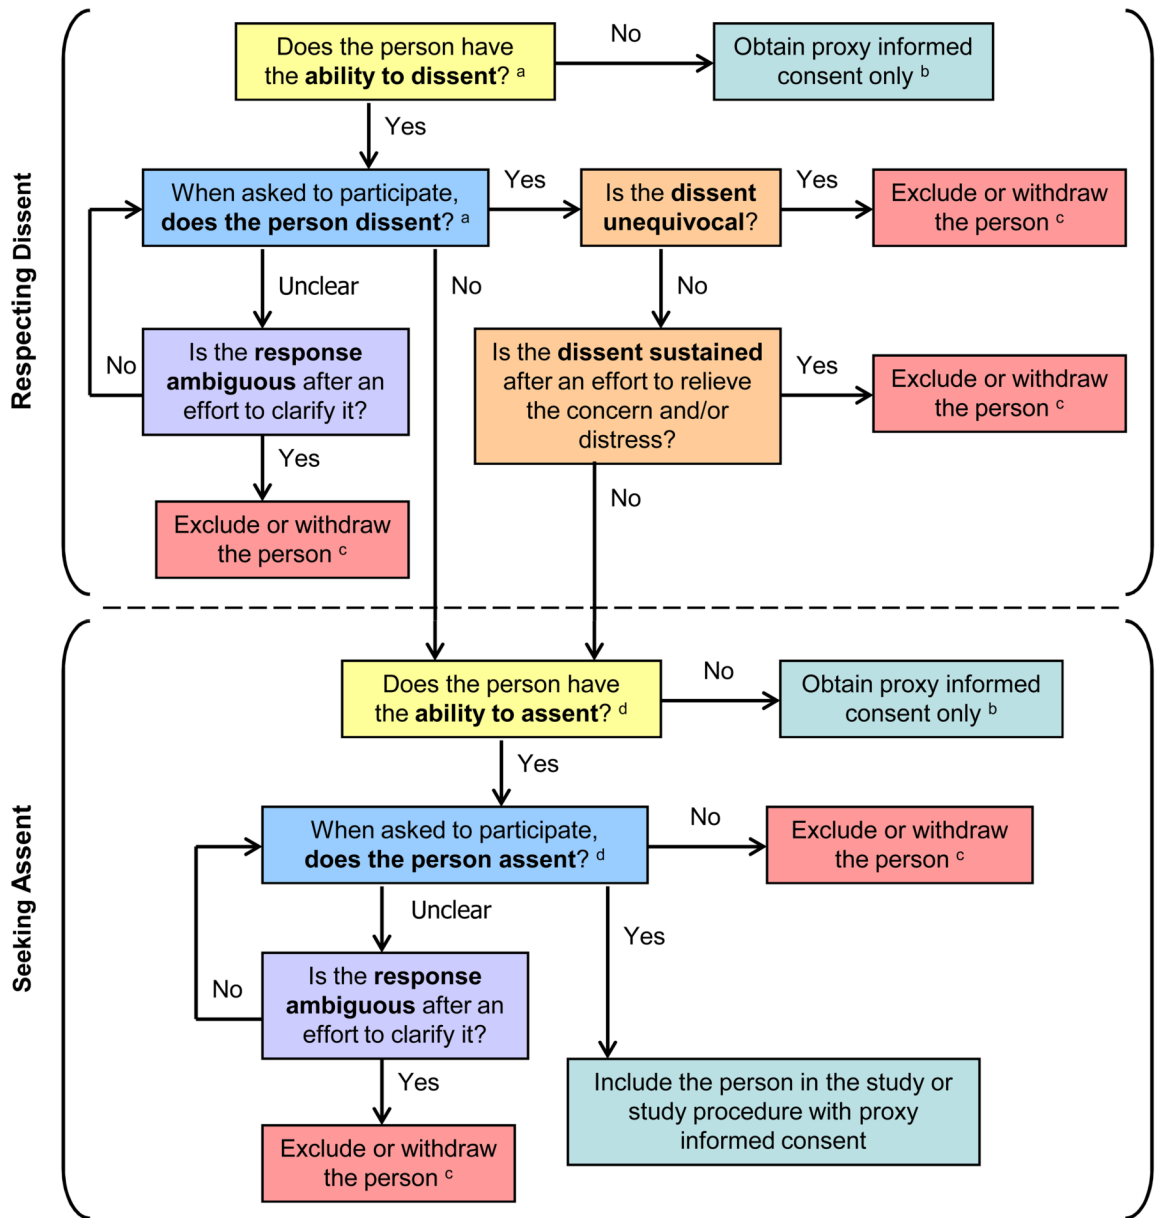 Respecting Dissent
Does the person have
the ability to dissent? a
No
Obtain proxy informed
consent only b
Yes
When asked to participate,
does the person dissent? a
Yes
Is the dissent
unequivocal?
Yes
Exclude or withdraw
the person c
Unclear
No
No
Is the response
ambiguous after an
effort to clarify it?
No
Is the dissent sustained
after an effort to relieve
the concern and/or
distress?
Yes
Exclude or withdraw
the person c
Yes
No
Exclude or withdraw
the person c
Seeking Assent
Does the person have
the ability to assent? d
No
Obtain proxy informed
consent only b
Yes
When asked to participate,
does the person assent? d
No
Exclude or withdraw
the person c
Unclear
Yes
Is the response
ambiguous after an
effort to clarify it?
No
Yes
Include the person in the study or
study procedure with proxy
informed consent
Exclude or withdraw
the person c